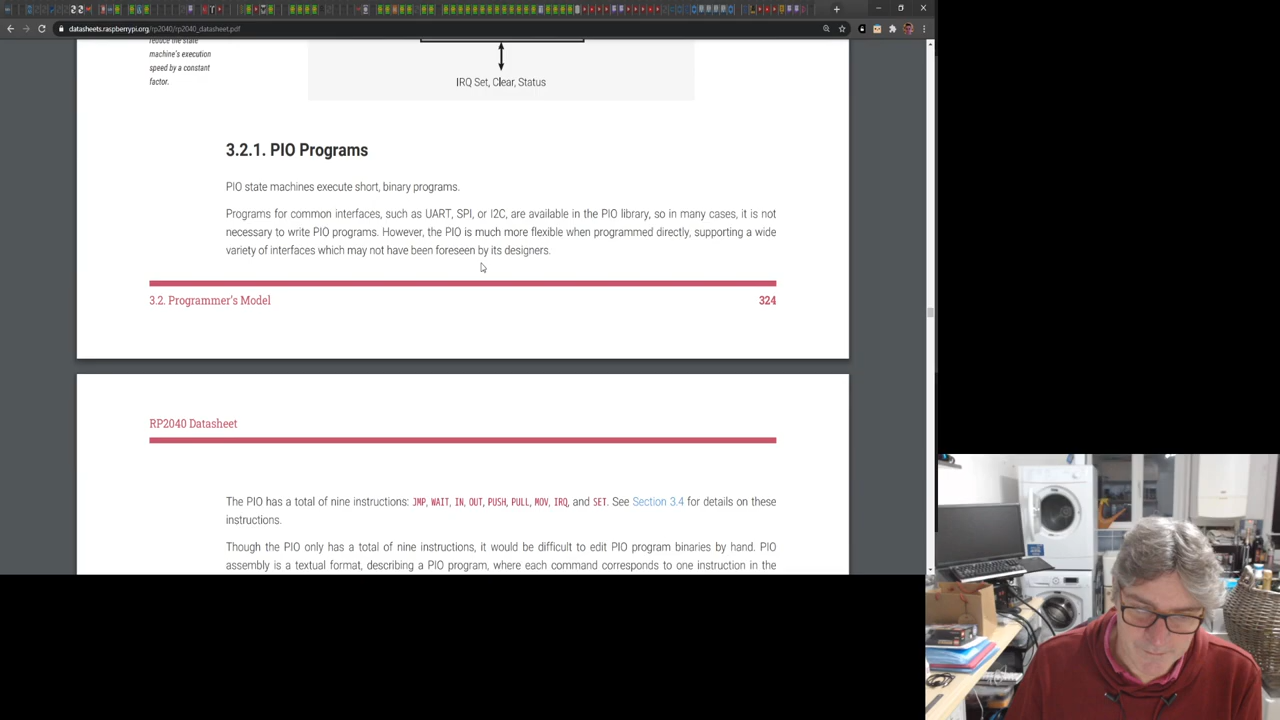 datasheets.raspberrypi.org/rp2040/rp2040_datasheet.pdf
reduce the state
machine's execution
speed by a constant
factor.
IRQ Set, Clear, Status
3.2.1. PIO Programs
PIO state machines execute short, binary programs.
Programs for common interfaces, such as UART, SPI, or I2C, are available in the PIO library, so in many cases, it is not
necessary to write PIO programs. However, the PIO is much more flexible when programmed directly, supporting a wide
variety of interfaces which may not have been foreseen by its designers.
3.2. Programmer's Model
324
RP2040 Datasheet
The PIO has a total of nine instructions: JMP, WAIT, IN, OUT, PUSH, PULL, MOV, IRQ, and SET. See Section 3.4 for details on these
instructions.
Though the PIO only has a total of nine instructions, it would be difficult to edit PIO program binaries by hand. PIO
assembly is a textual format, describing a PIO program, where each command corresponds to one instruction in the